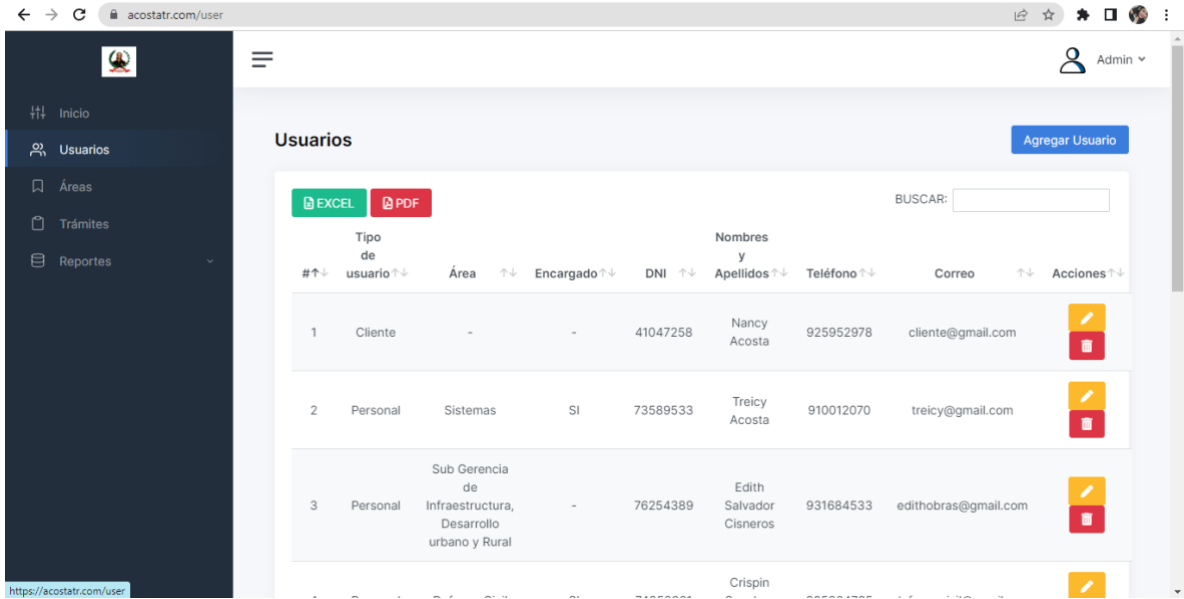 acostatr.com/user
Admin
Inicio
Usuarios
Áreas
Trámites
Reportes
Usuarios
Agregar Usuario
EXCEL
PDF
BUSCAR:
#
Tipo de usuario
Área
Encargado
DNI
Nombres y Apellidos
Teléfono
Correo
Acciones
1 Cliente - - 41047258 Nancy Acosta 925952978 cliente@gmail.com
2 Personal Sistemas SI 73589533 Treicy Acosta 910012070 treicy@gmail.com
3 Personal Sub Gerencia de Infraestructura, Desarrollo urbano y Rural - 76254389 Edith Salvador Cisneros 931684533 edithobras@gmail.com
Crispin
https://acostatr.com/user